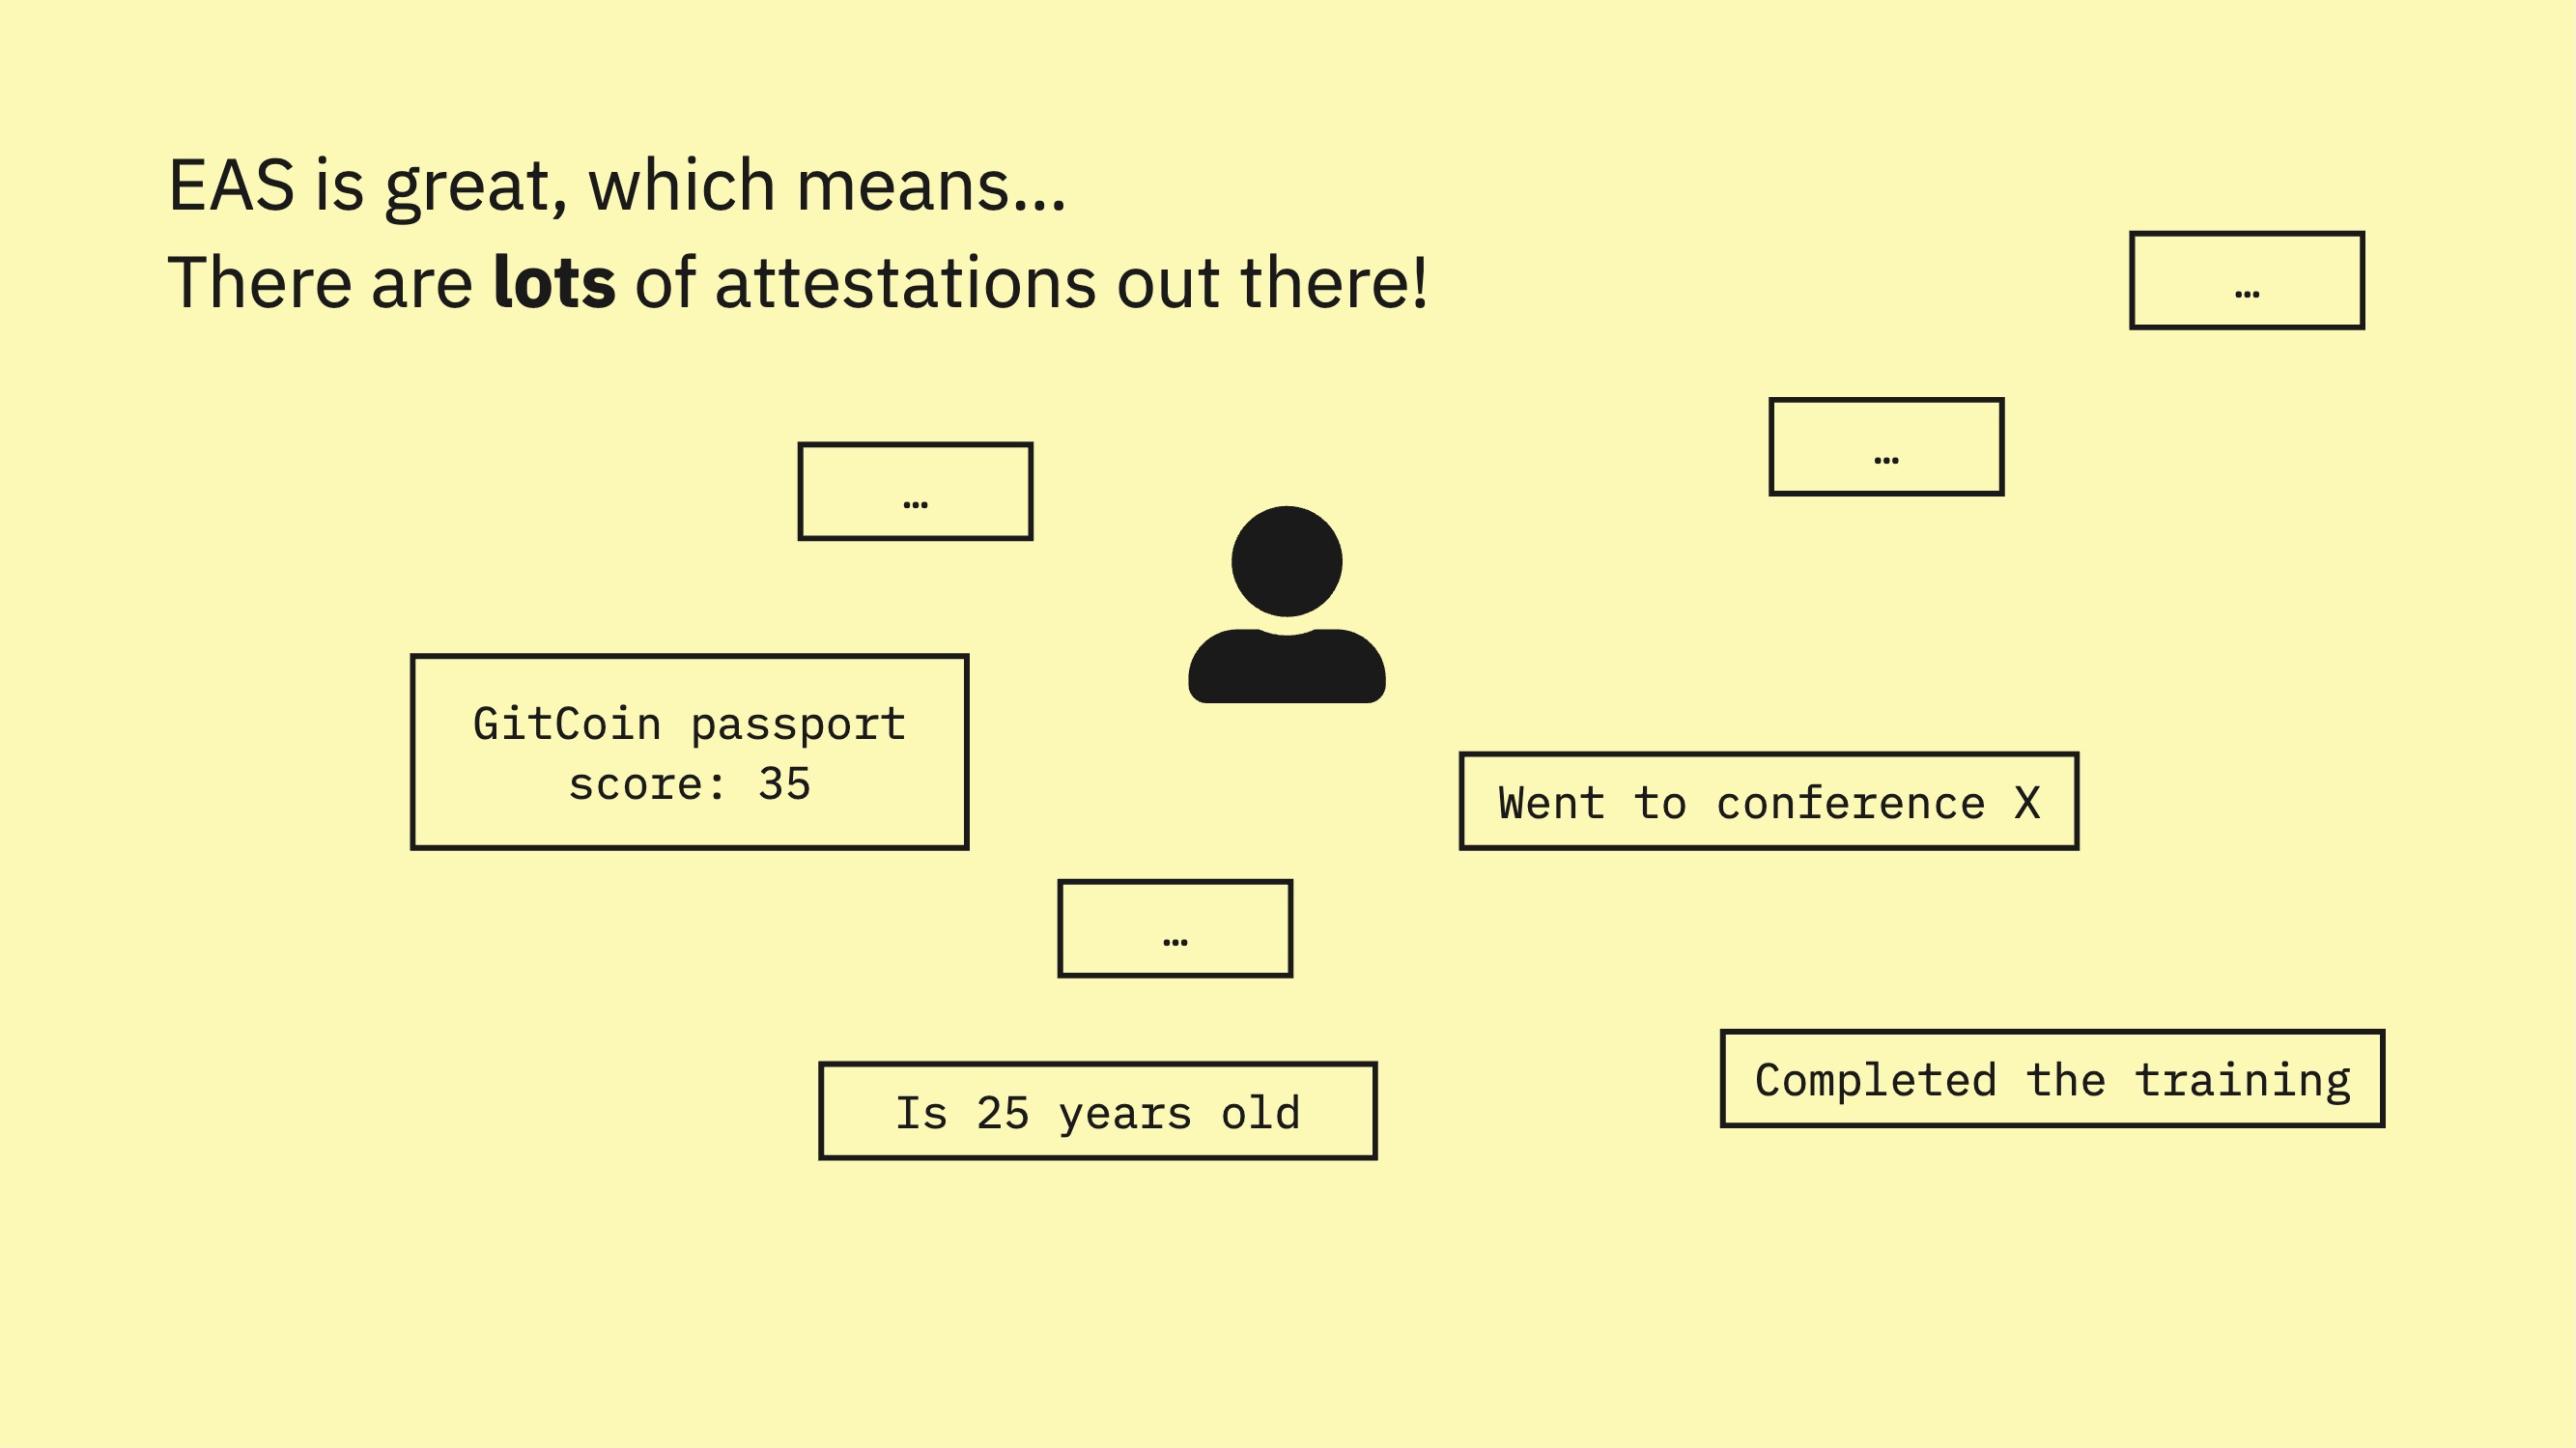 EAS is great, which means...
There are lots of attestations out there!
…
…
…
GitCoin passport
score: 35
Went to conference X
…
Completed the training
Is 25 years old